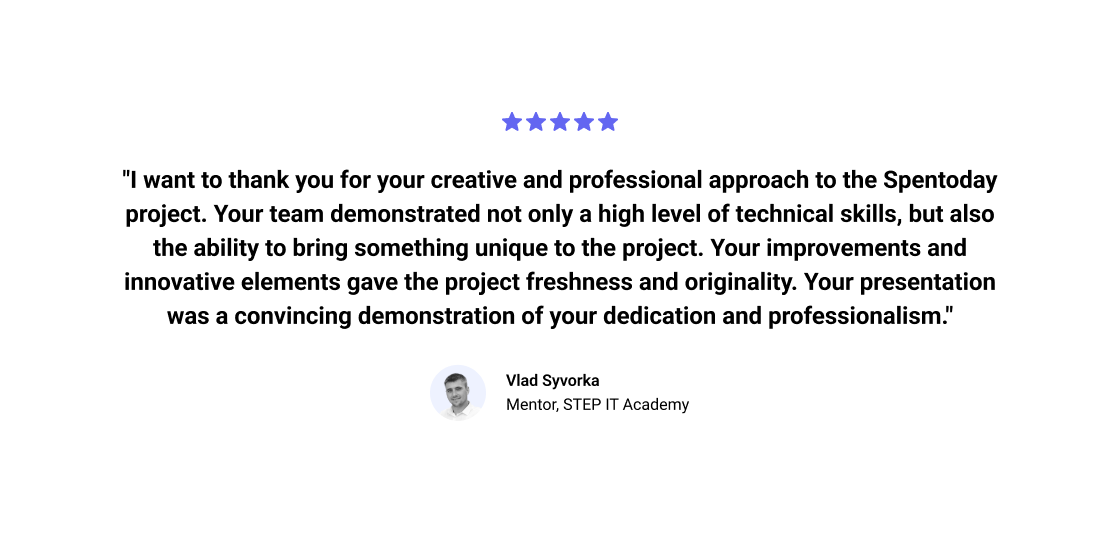 "I want to thank you for your creative and professional approach to the Spentoday
project. Your team demonstrated not only a high level of technical skills, but also
the ability to bring something unique to the project. Your improvements and
innovative elements gave the project freshness and originality. Your presentation
was a convincing demonstration of your dedication and professionalism."
Vlad Syvorka
Mentor, STEP IT Academy